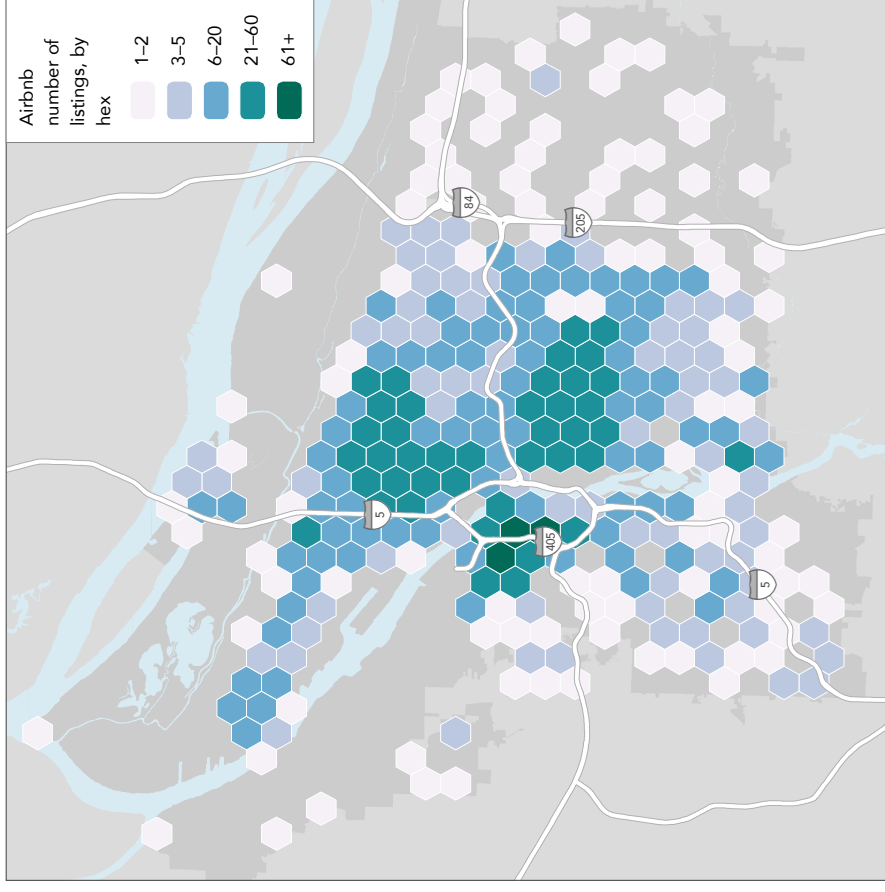 Airbnb
number of
listings, by
hex
1–2
3–5
6–20
21–60
61+
84
205
5
405
5